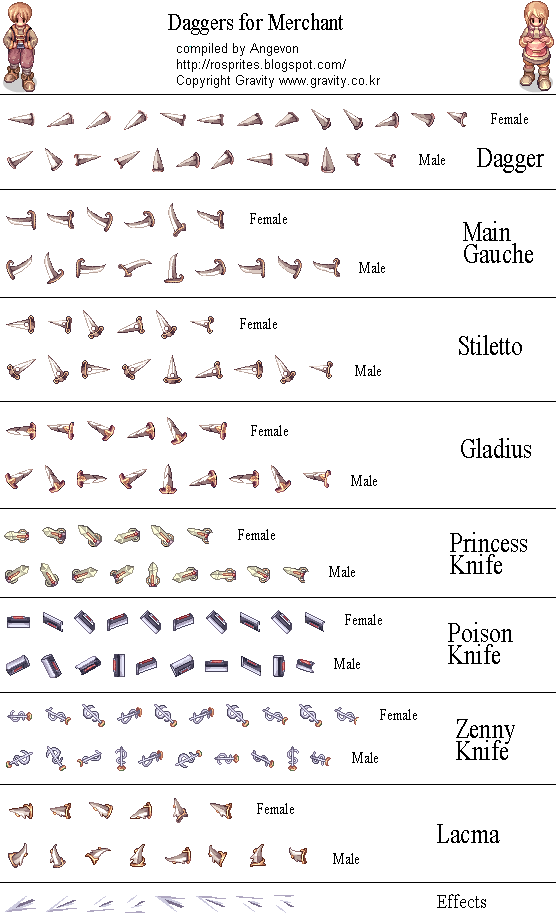 Daggers for Merchant
compiled by Angevon
http://rosprites.blogspot.com/
Copyright Gravity www.gravity.co.kr
Female
Male
Dagger
Female
Main
Gauche
Male
Female
Stiletto
Male
Female
Gladius
Male
Female
Princess
Knife
Male
Female
Poison
Knife
Male
Female
Zenny
Knife
Male
Female
Lacma
Male
Effects